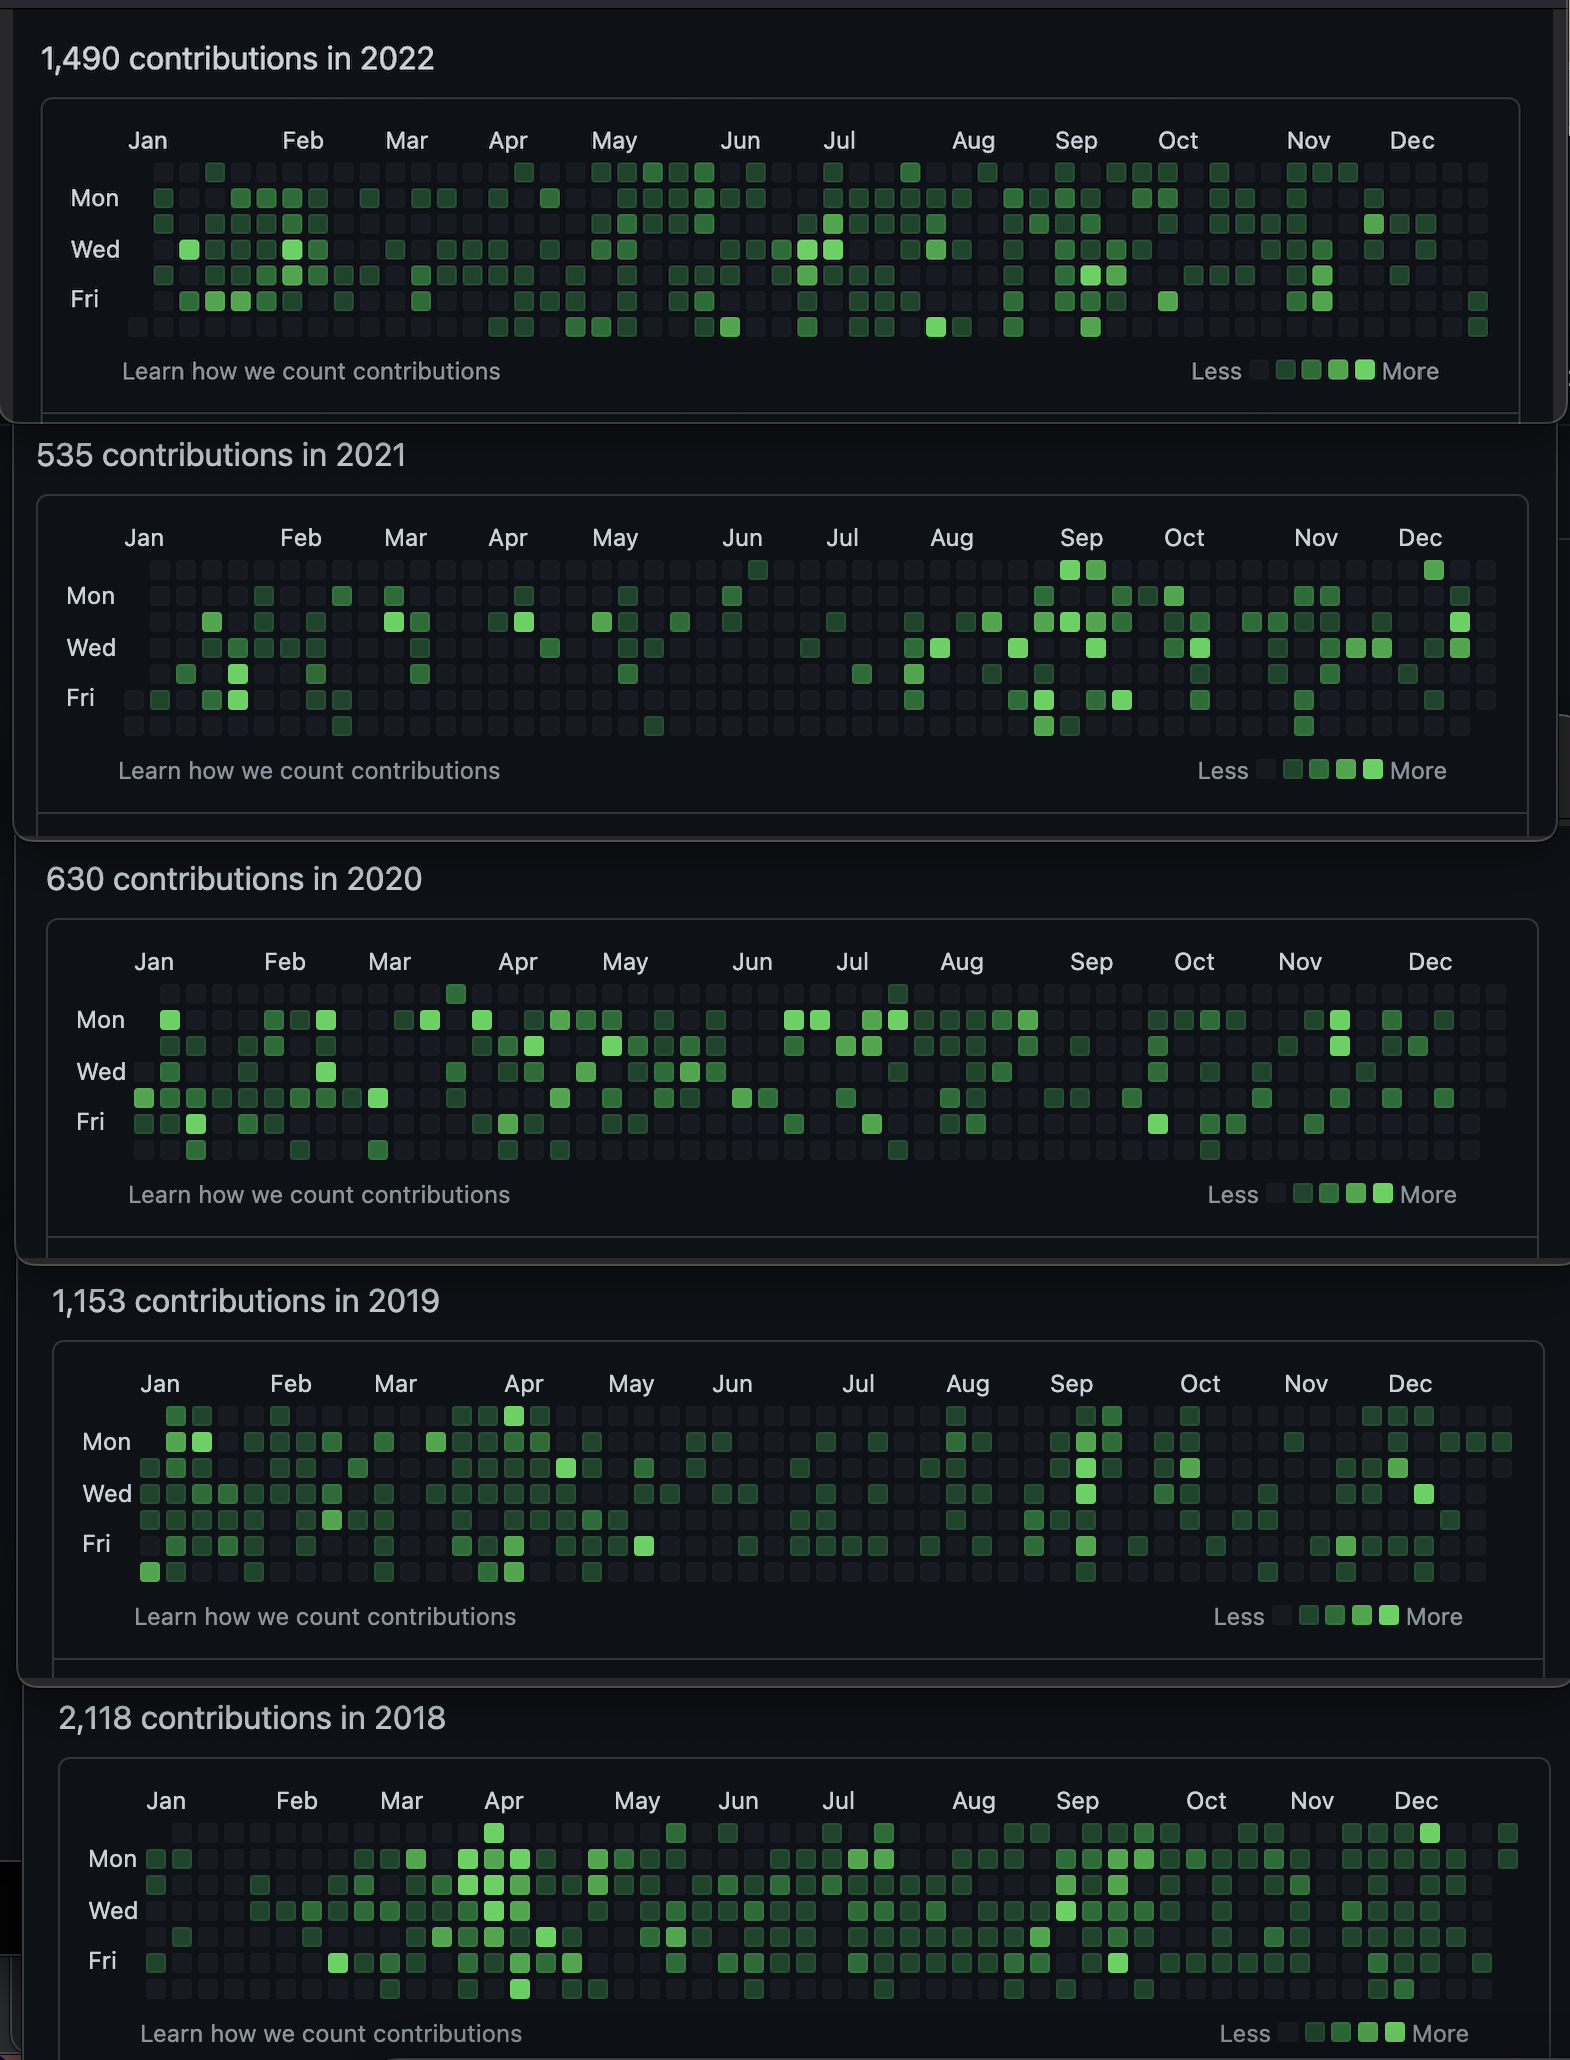 1,490 contributions in 2022
Jan Feb Mar Apr May Jun Jul Aug Sep Oct Nov Dec
Mon
Wed
Fri
Learn how we count contributions Less More
535 contributions in 2021
Jan Feb Mar Apr May Jun Jul Aug Sep Oct Nov Dec
Mon
Wed
Fri
Learn how we count contributions Less More
630 contributions in 2020
Jan Feb Mar Apr May Jun Jul Aug Sep Oct Nov Dec
Mon
Wed
Fri
Learn how we count contributions Less More
1,153 contributions in 2019
Jan Feb Mar Apr May Jun Jul Aug Sep Oct Nov Dec
Mon
Wed
Fri
Learn how we count contributions Less More
2,118 contributions in 2018
Jan Feb Mar Apr May Jun Jul Aug Sep Oct Nov Dec
Mon
Wed
Fri
Learn how we count contributions Less More